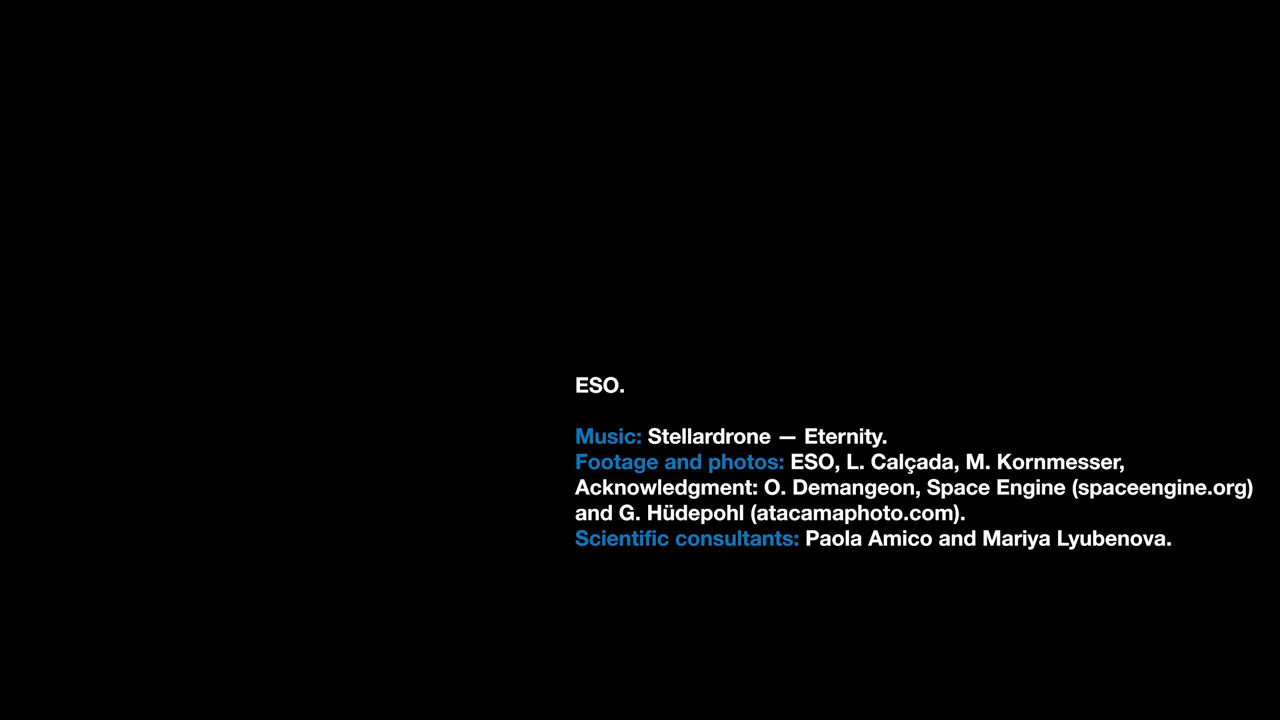 ESO.
Music: Stellardrone — Eternity.
Footage and photos: ESO, L. Calçada, M. Kornmesser,
Acknowledgment: O. Demangeon, Space Engine (spaceengine.org)
and G. Hüdepohl (atacamaphoto.com).
Scientific consultants: Paola Amico and Mariya Lyubenova.